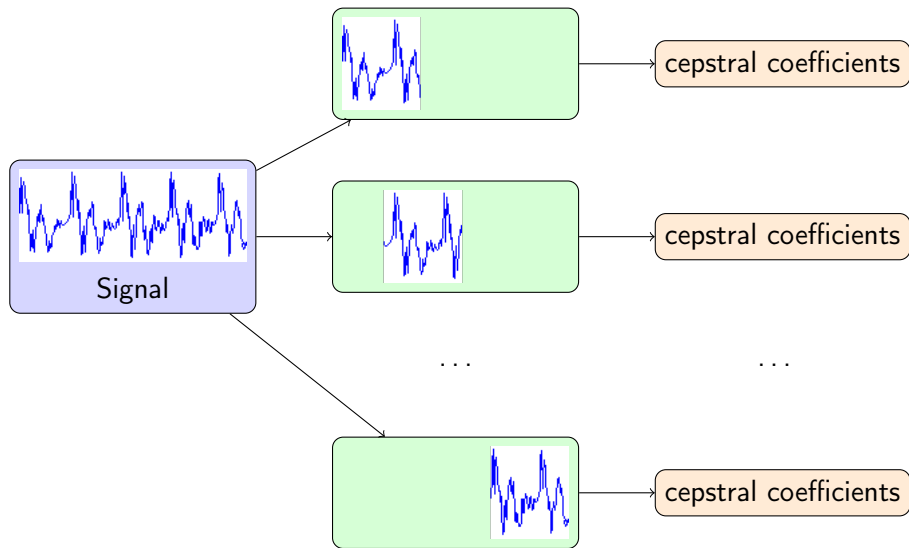 cepstral coefficients
Signal
cepstral coefficients
. . . . . .
cepstral coefficients